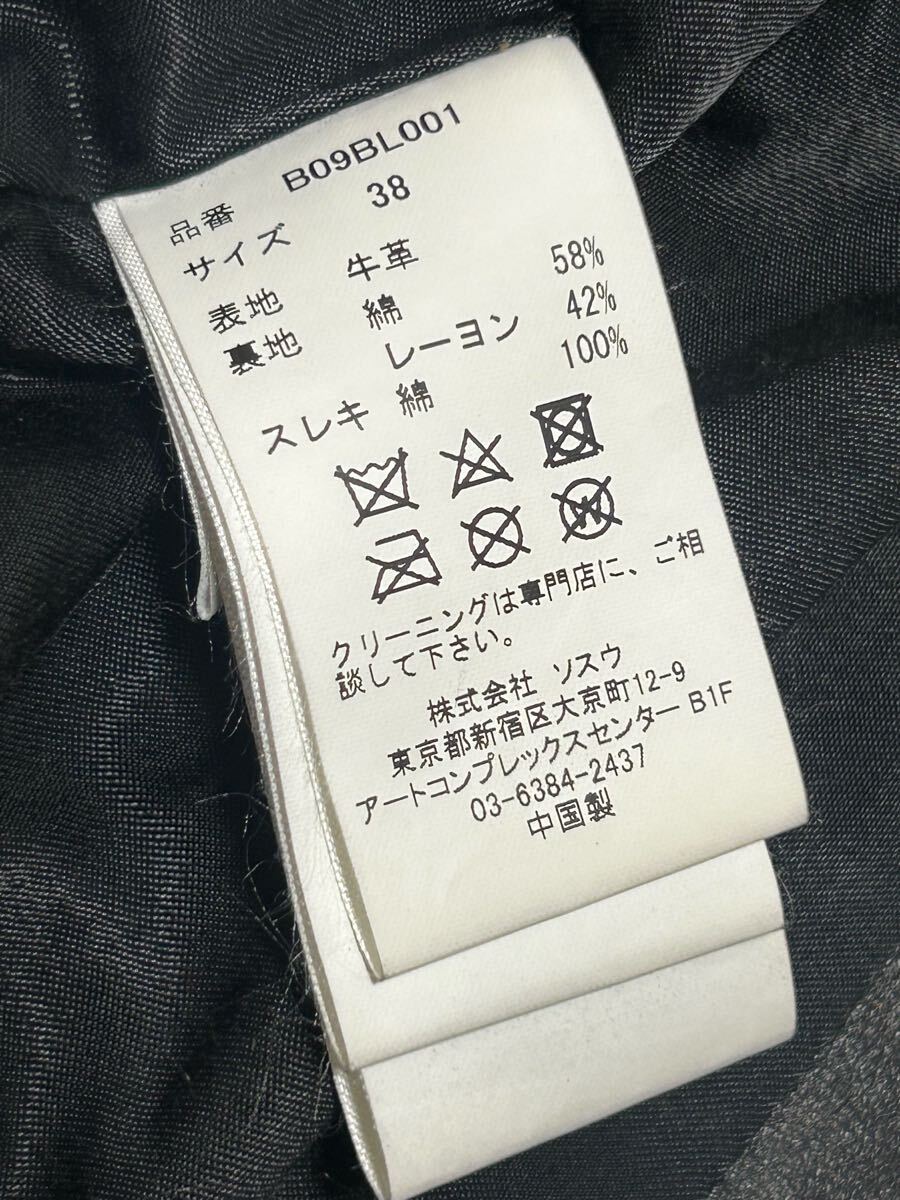 品番 B09BL001
サイズ 38
表地 牛革
裏地 綿 58%
レーヨン 42%
スレキ 綿 100%
クリーニングは専門店に、ご相
談して下さい。
株式会社 ソスウ
東京都新宿区大京町12-9
アートコンプレックスセンター B1F
03-6384-2437
中国製